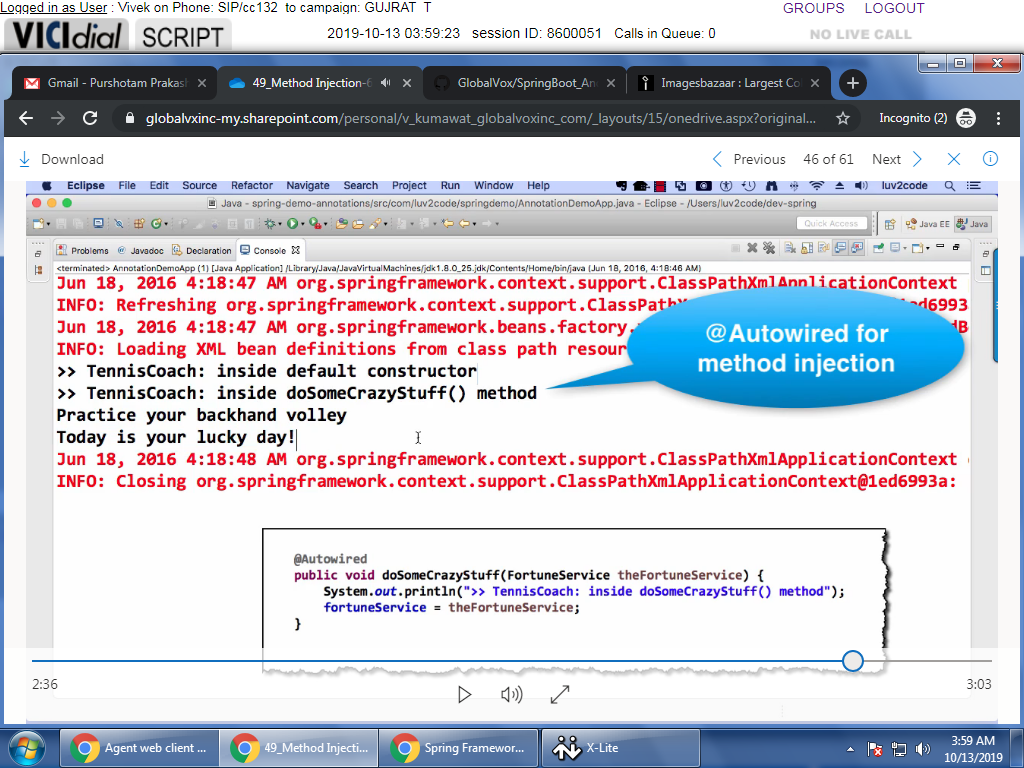 Logged in as User : Vivek on Phone: SIP/cc132 to campaign: GUJRAT_T
GROUPS LOGOUT
VICIdial SCRIPT
2019-10-13 03:59:23 session ID: 8600051 Calls in Queue: 0
NO LIVE CALL
Gmail - Purshotam Prakas
49_Method Injection-6
GlobalVox/SpringBoot_An
Imagesbazaar : Largest Co
globalvxinc-my.sharepoint.com/personal/v_kumawat_globalvoxinc_com/_layouts/15/onedrive.aspx?original...
Incognito (2)
Download
Previous 46 of 61 Next
Eclipse File Edit Source Refactor Navigate Search Project Run Window Help
luv2code
Java - spring-demo-annotations/src/com/luv2code/springdemo/AnnotationDemoApp.java - Eclipse - /Users/luv2code/dev-spring
Quick Access
Java EE
Java
Problems
Javadoc
Declaration
Console
<terminated> AnnotationDemoApp (1) [Java Application] /Library/Java/JavaVirtualMachines/jdk1.8.0_25.jdk/Contents/Home/bin/java (Jun 18, 2016, 4:18:46 AM)
Jun 18, 2016 4:18:47 AM org.springframework.context.support.ClassPathXmlApplicationContext
INFO: Refreshing org.springframework.context.support.ClassPathX
ed6993
Jun 18, 2016 4:18:47 AM org.springframework.beans.factory.
INFO: Loading XML bean definitions from class path resour
>> TennisCoach: inside default constructor
>> TennisCoach: inside doSomeCrazyStuff() method
Practice your backhand volley
Today is your lucky day!
Jun 18, 2016 4:18:48 AM org.springframework.context.support.ClassPathXmlApplicationContext
INFO: Closing org.springframework.context.support.ClassPathXmlApplicationContext@1ed6993a:
@Autowired for
method injection
@Autowired
public void doSomeCrazyStuff(FortuneService theFortuneService) {
System.out.println(">> TennisCoach: inside doSomeCrazyStuff() method");
fortuneService = theFortuneService;
}
2:36
3:03
Agent web client ...
49_Method Injecti...
Spring Framewor...
X-Lite
3:59 AM
10/13/2019